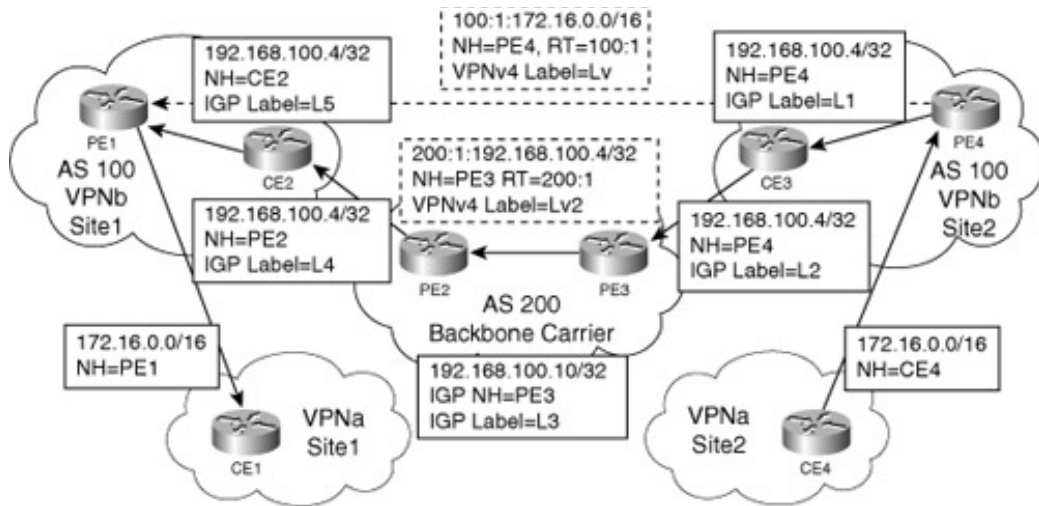 100:1:172.16.0.0/16
NH=PE4, RT=100:1
VPNv4 Label=Lv
192.168.100.4/32
NH=CE2
IGP Label=L5
192.168.100.4/32
NH=PE4
IGP Label=L1
PE1
PE4
AS 100
VPNb
Site1
CE2
200:1:192.168.100.4/32
NH=PE3 RT=200:1
VPNv4 Label=Lv2
CE3
AS 100
VPNb
Site2
192.168.100.4/32
NH=PE2
IGP Label=L4
192.168.100.4/32
NH=PE4
IGP Label=L2
PE2
PE3
AS 200
Backbone Carrier
172.16.0.0/16
NH=PE1
192.168.100.10/32
IGP NH=PE3
IGP Label=L3
172.16.0.0/16
NH=CE4
VPNa
Site1
CE1
VPNa
Site2
CE4